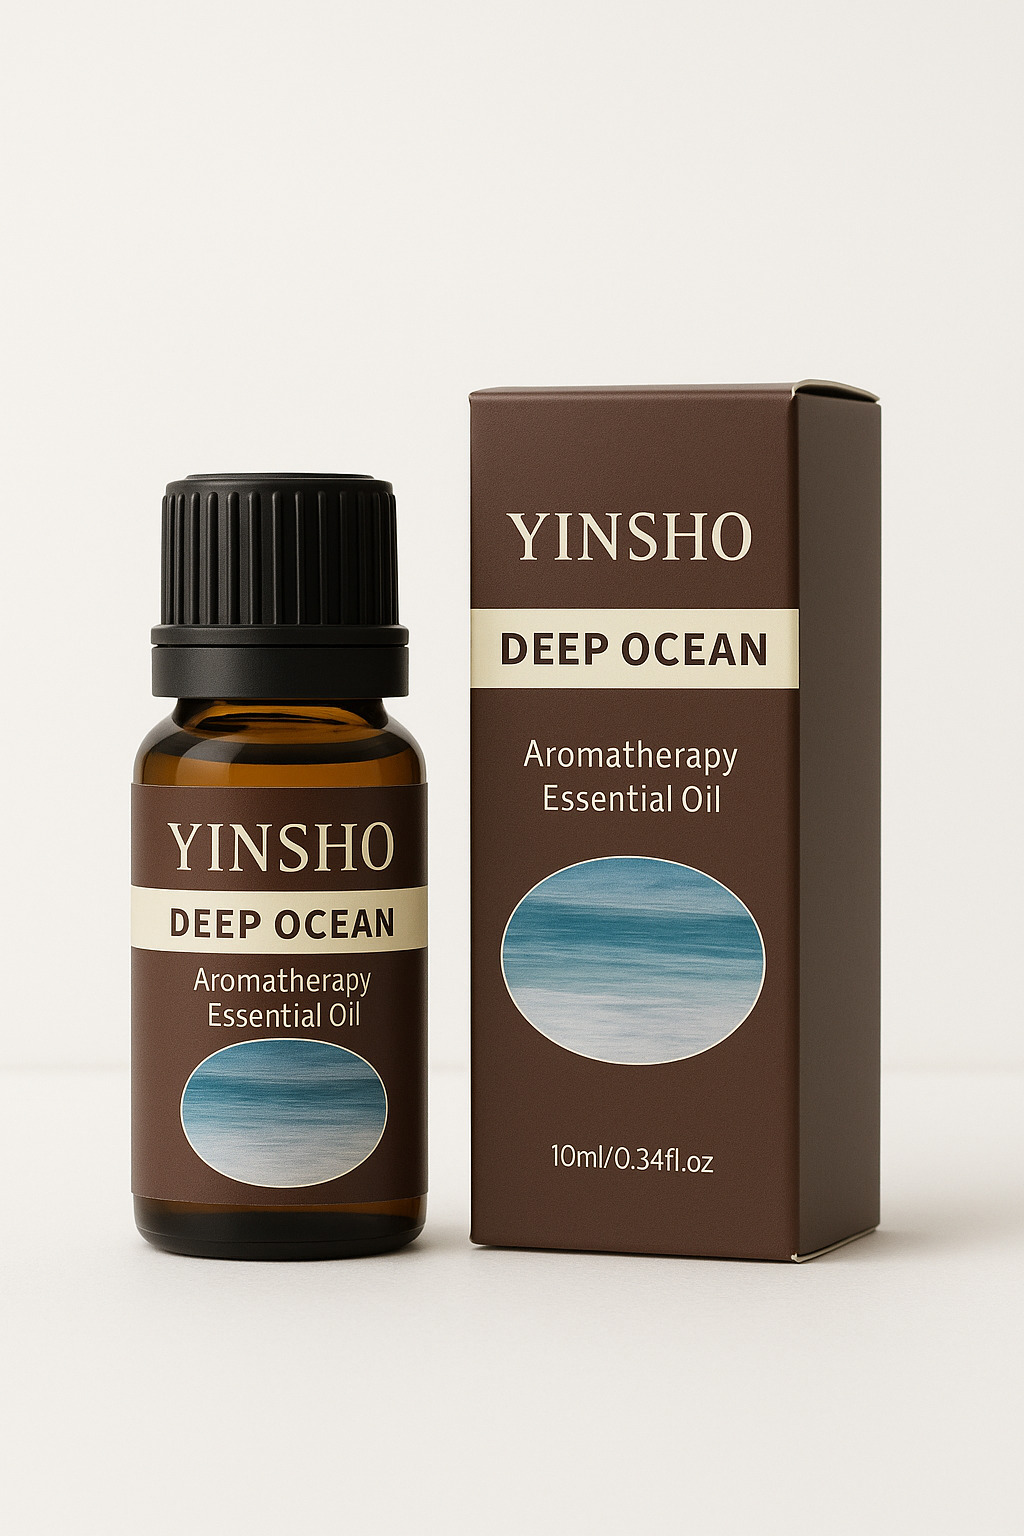 YINSHO
DEEP OCEAN
Aromatherapy
Essential Oil
YINSHO
DEEP OCEAN
Aromatherapy
Essential Oil
10ml/0.34fl.oz